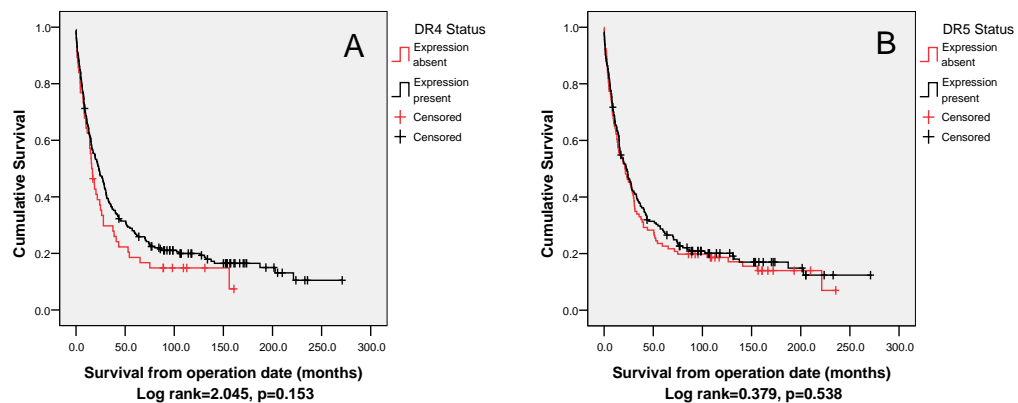 A
DR4 Status
Expression
absent
Expression
present
Censored
Censored
Cumulative Survival
1.0
0.8
0.6
0.4
0.2
0.0
0.0 50.0 100.0 150.0 200.0 250.0 300.0
Survival from operation date (months)
Log rank=2.045, p=0.153
B
DR5 Status
Expression
absent
Expression
present
Censored
Censored
Cumulative Survival
1.0
0.8
0.6
0.4
0.2
0.0
0.0 50.0 100.0 150.0 200.0 250.0 300.0
Survival from operation date (months)
Log rank=0.379, p=0.538